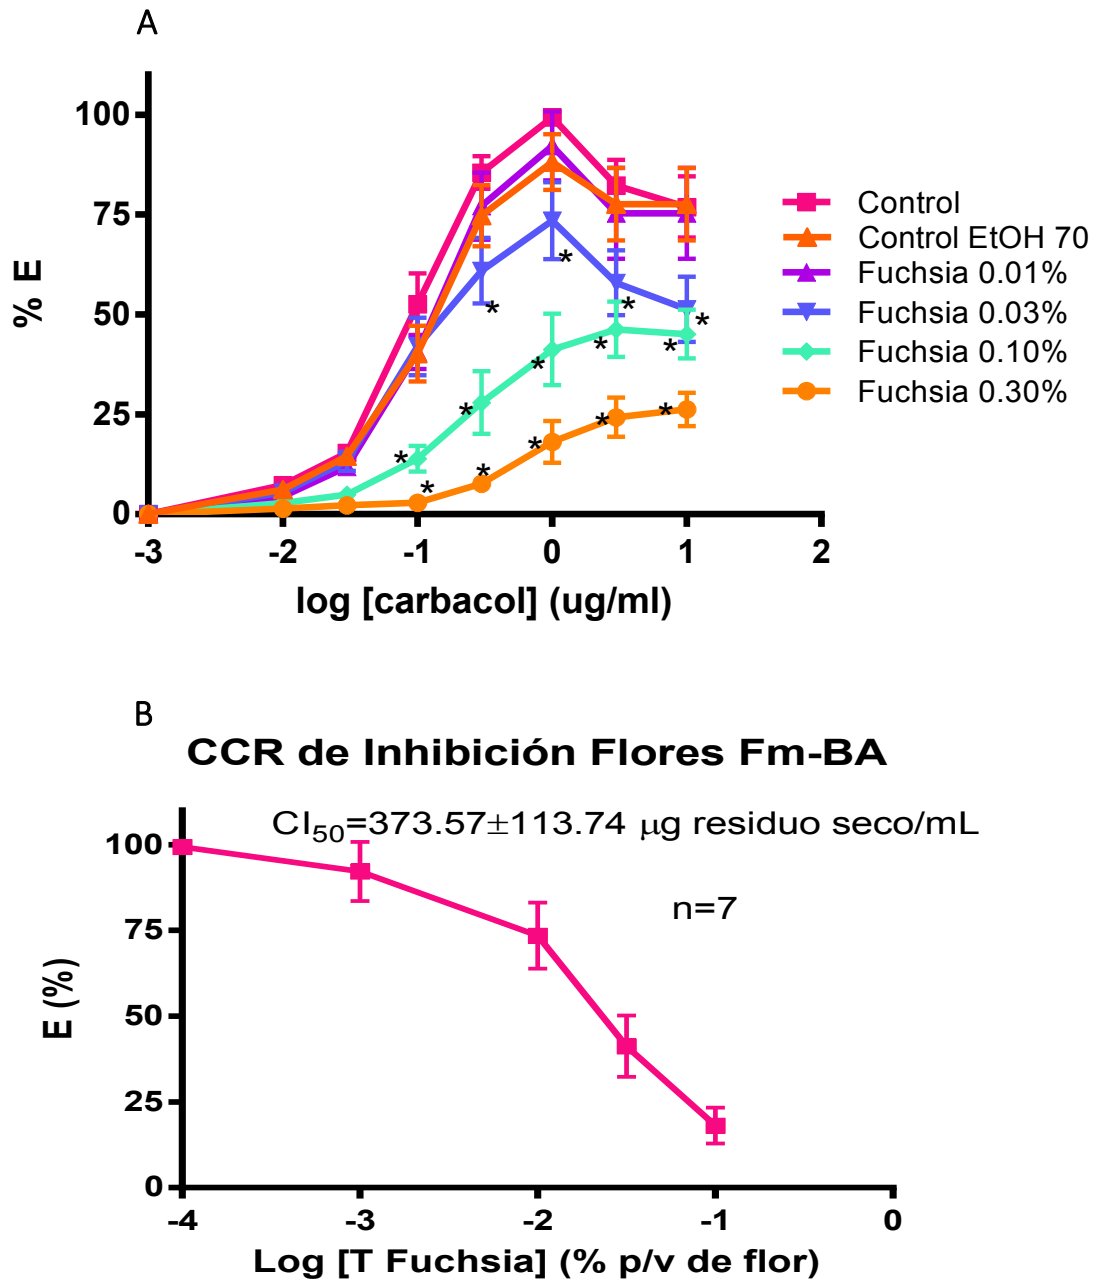 A
% E
100
75
50
25
0
-3 -2 -1 0 1 2
log [carbacol] (ug/ml)
Control
Control EtOH 70
Fuchsia 0.01%
Fuchsia 0.03%
Fuchsia 0.10%
Fuchsia 0.30%
* * * * * * * * * * * * * *
B
CCR de Inhibición Flores Fm-BA
CI50=373.57±113.74 μg residuo seco/mL
n=7
E (%)
100
75
50
25
0
-4 -3 -2 -1 0
Log [T Fuchsia] (% p/v de flor)